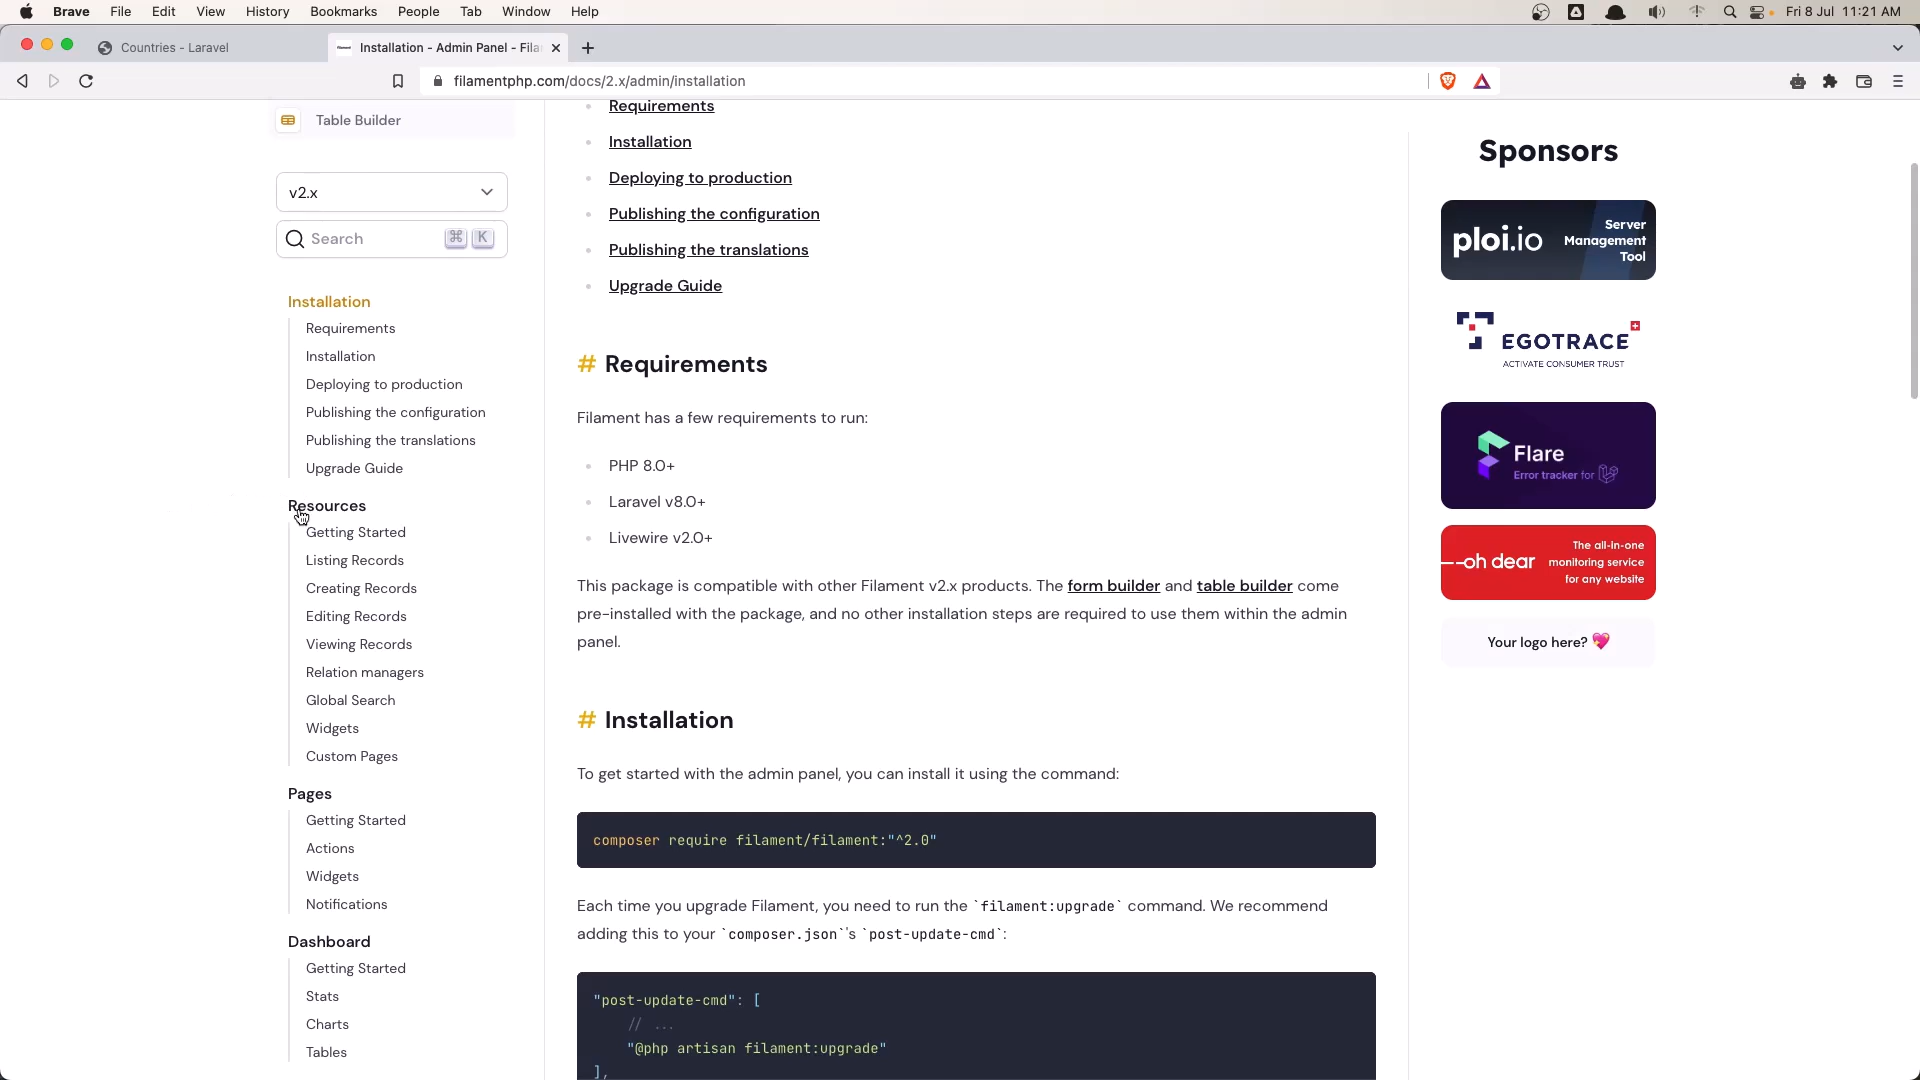 Brave File Edit View History Bookmarks People Tab Window Help Fri 8 Jul 11:21 AM
Countries - Laravel
Installation - Admin Panel - Fila
filamentphp.com/docs/2.x/admin/installation
Table Builder
v2.x
Search ⌘ K
Installation
Requirements
Installation
Deploying to production
Publishing the configuration
Publishing the translations
Upgrade Guide
Resources
Getting Started
Listing Records
Creating Records
Editing Records
Viewing Records
Relation managers
Global Search
Widgets
Custom Pages
Pages
Getting Started
Actions
Widgets
Notifications
Dashboard
Getting Started
Stats
Charts
Tables
Requirements
Installation
Deploying to production
Publishing the configuration
Publishing the translations
Upgrade Guide
# Requirements
Filament has a few requirements to run:
PHP 8.0+
Laravel v8.0+
Livewire v2.0+
This package is compatible with other Filament v2.x products. The form builder and table builder come
pre-installed with the package, and no other installation steps are required to use them within the admin
panel.
# Installation
To get started with the admin panel, you can install it using the command:
composer require filament/filament:"^2.0"
Each time you upgrade Filament, you need to run the `filament:upgrade` command. We recommend
adding this to your `composer.json`'s `post-update-cmd`:
"post-update-cmd": [
// ...
"@php artisan filament:upgrade"
],
Sponsors
ploi.io
Server
Management
Tool
EGOTRACE
ACTIVATE CONSUMER TRUST
Flare
Error tracker for
oh dear
The all-in-one
monitoring service
for any website
Your logo here? 💖